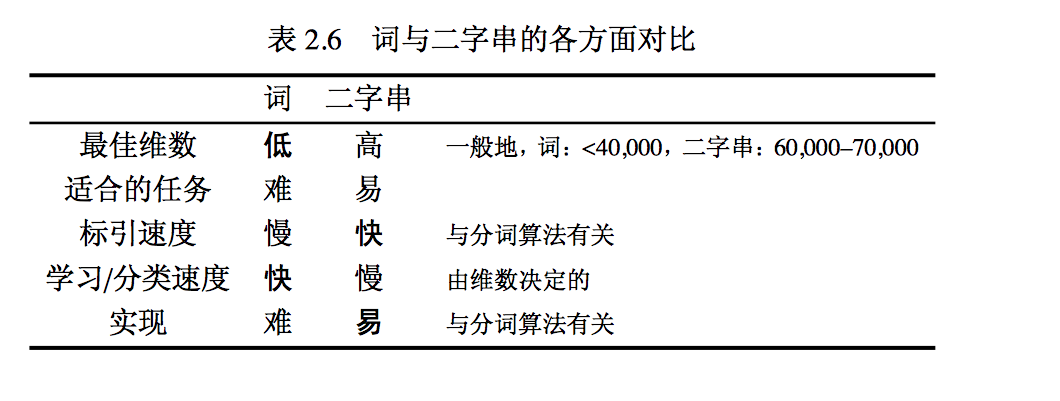 表 2.6 词与二字串的各方面对比
词 二字串
最佳维数 低 高 一般地，词：<40,000，二字串：60,000–70,000
适合的任务 难 易
标引速度 慢 快 与分词算法有关
学习/分类速度 快 慢 由维数决定的
实现 难 易 与分词算法有关